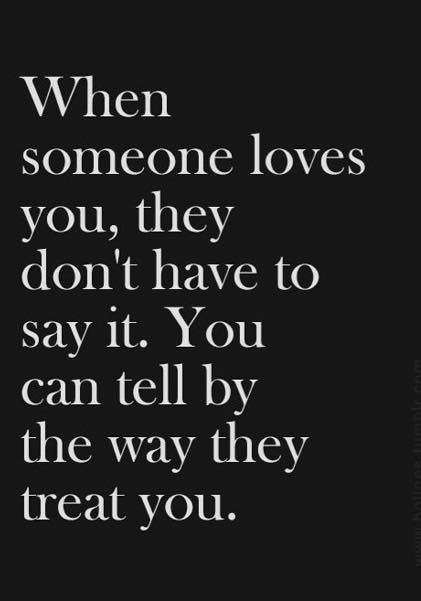 When
someone loves
you, they
don't have to
say it. You
can tell by
the way they
treat you.